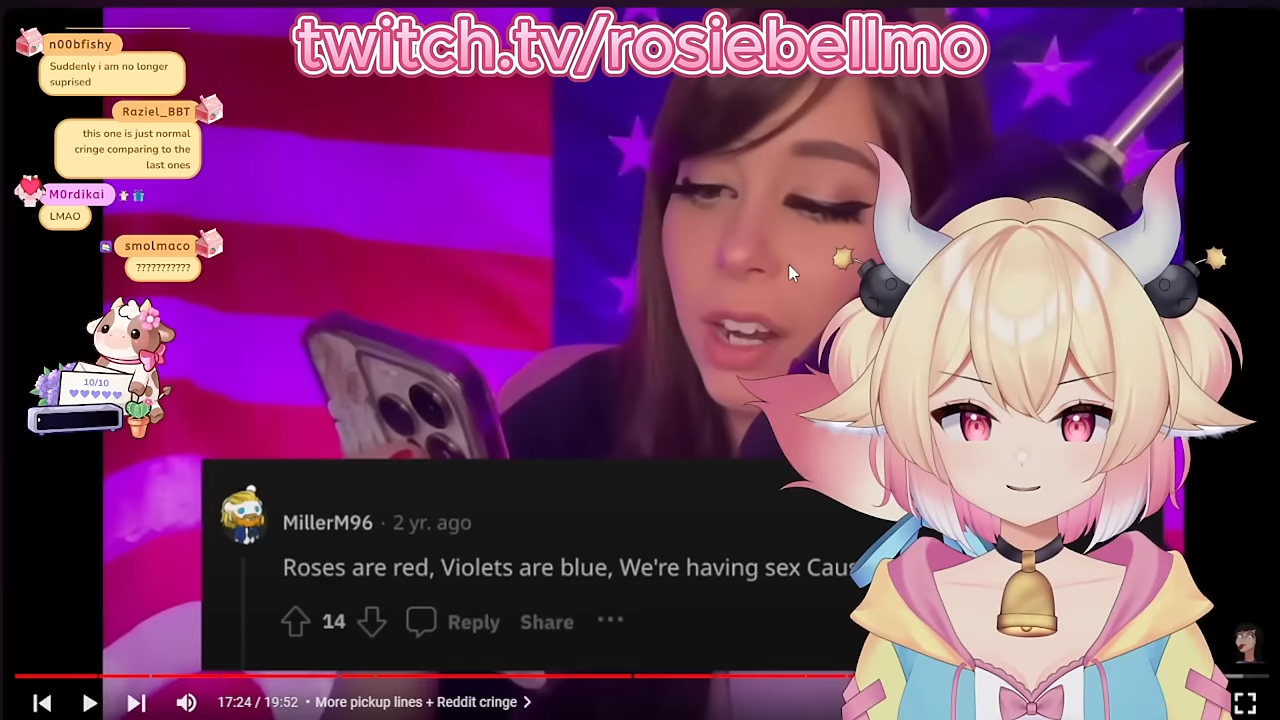 twitch.tv/rosiebellmo
n00bfishy
Suddenly i am no longer
suprised
Raziel_BBT
this one is just normal
cringe comparing to the
last ones
M0rdikai
LMAO
smolmaco
???????????
10/10
MillerM96 · 2 yr. ago
Roses are red, Violets are blue, We're having sex Caus
14 Reply Share ···
17:24 / 19:52 • More pickup lines + Reddit cringe